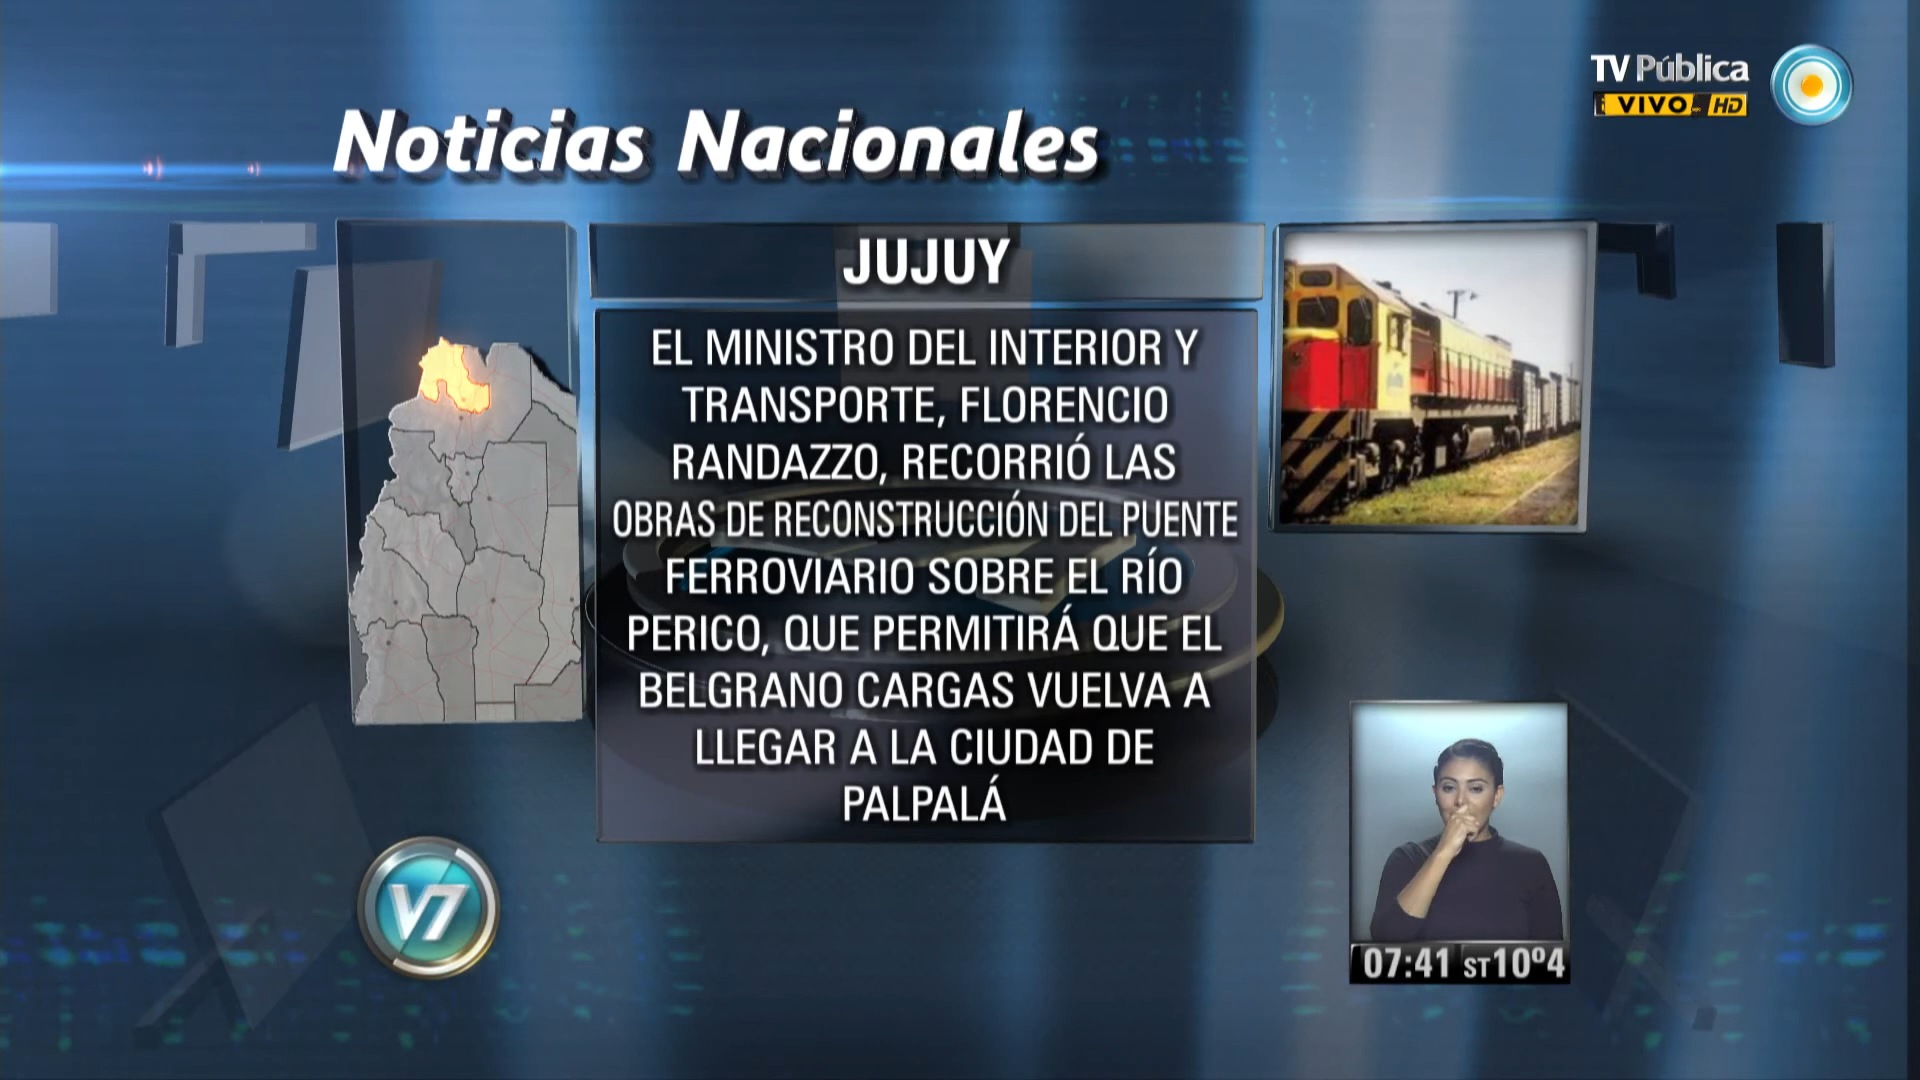 TV Pública
VIVO HD
Noticias Nacionales
JUJUY
EL MINISTRO DEL INTERIOR Y
TRANSPORTE, FLORENCIO
RANDAZZO, RECORRIÓ LAS
OBRAS DE RECONSTRUCCIÓN DEL PUENTE
FERROVIARIO SOBRE EL RÍO
PERICO, QUE PERMITIRÁ QUE EL
BELGRANO CARGAS VUELVA A
LLEGAR A LA CIUDAD DE
PALPALÁ
V7
07:41 ST 10º4